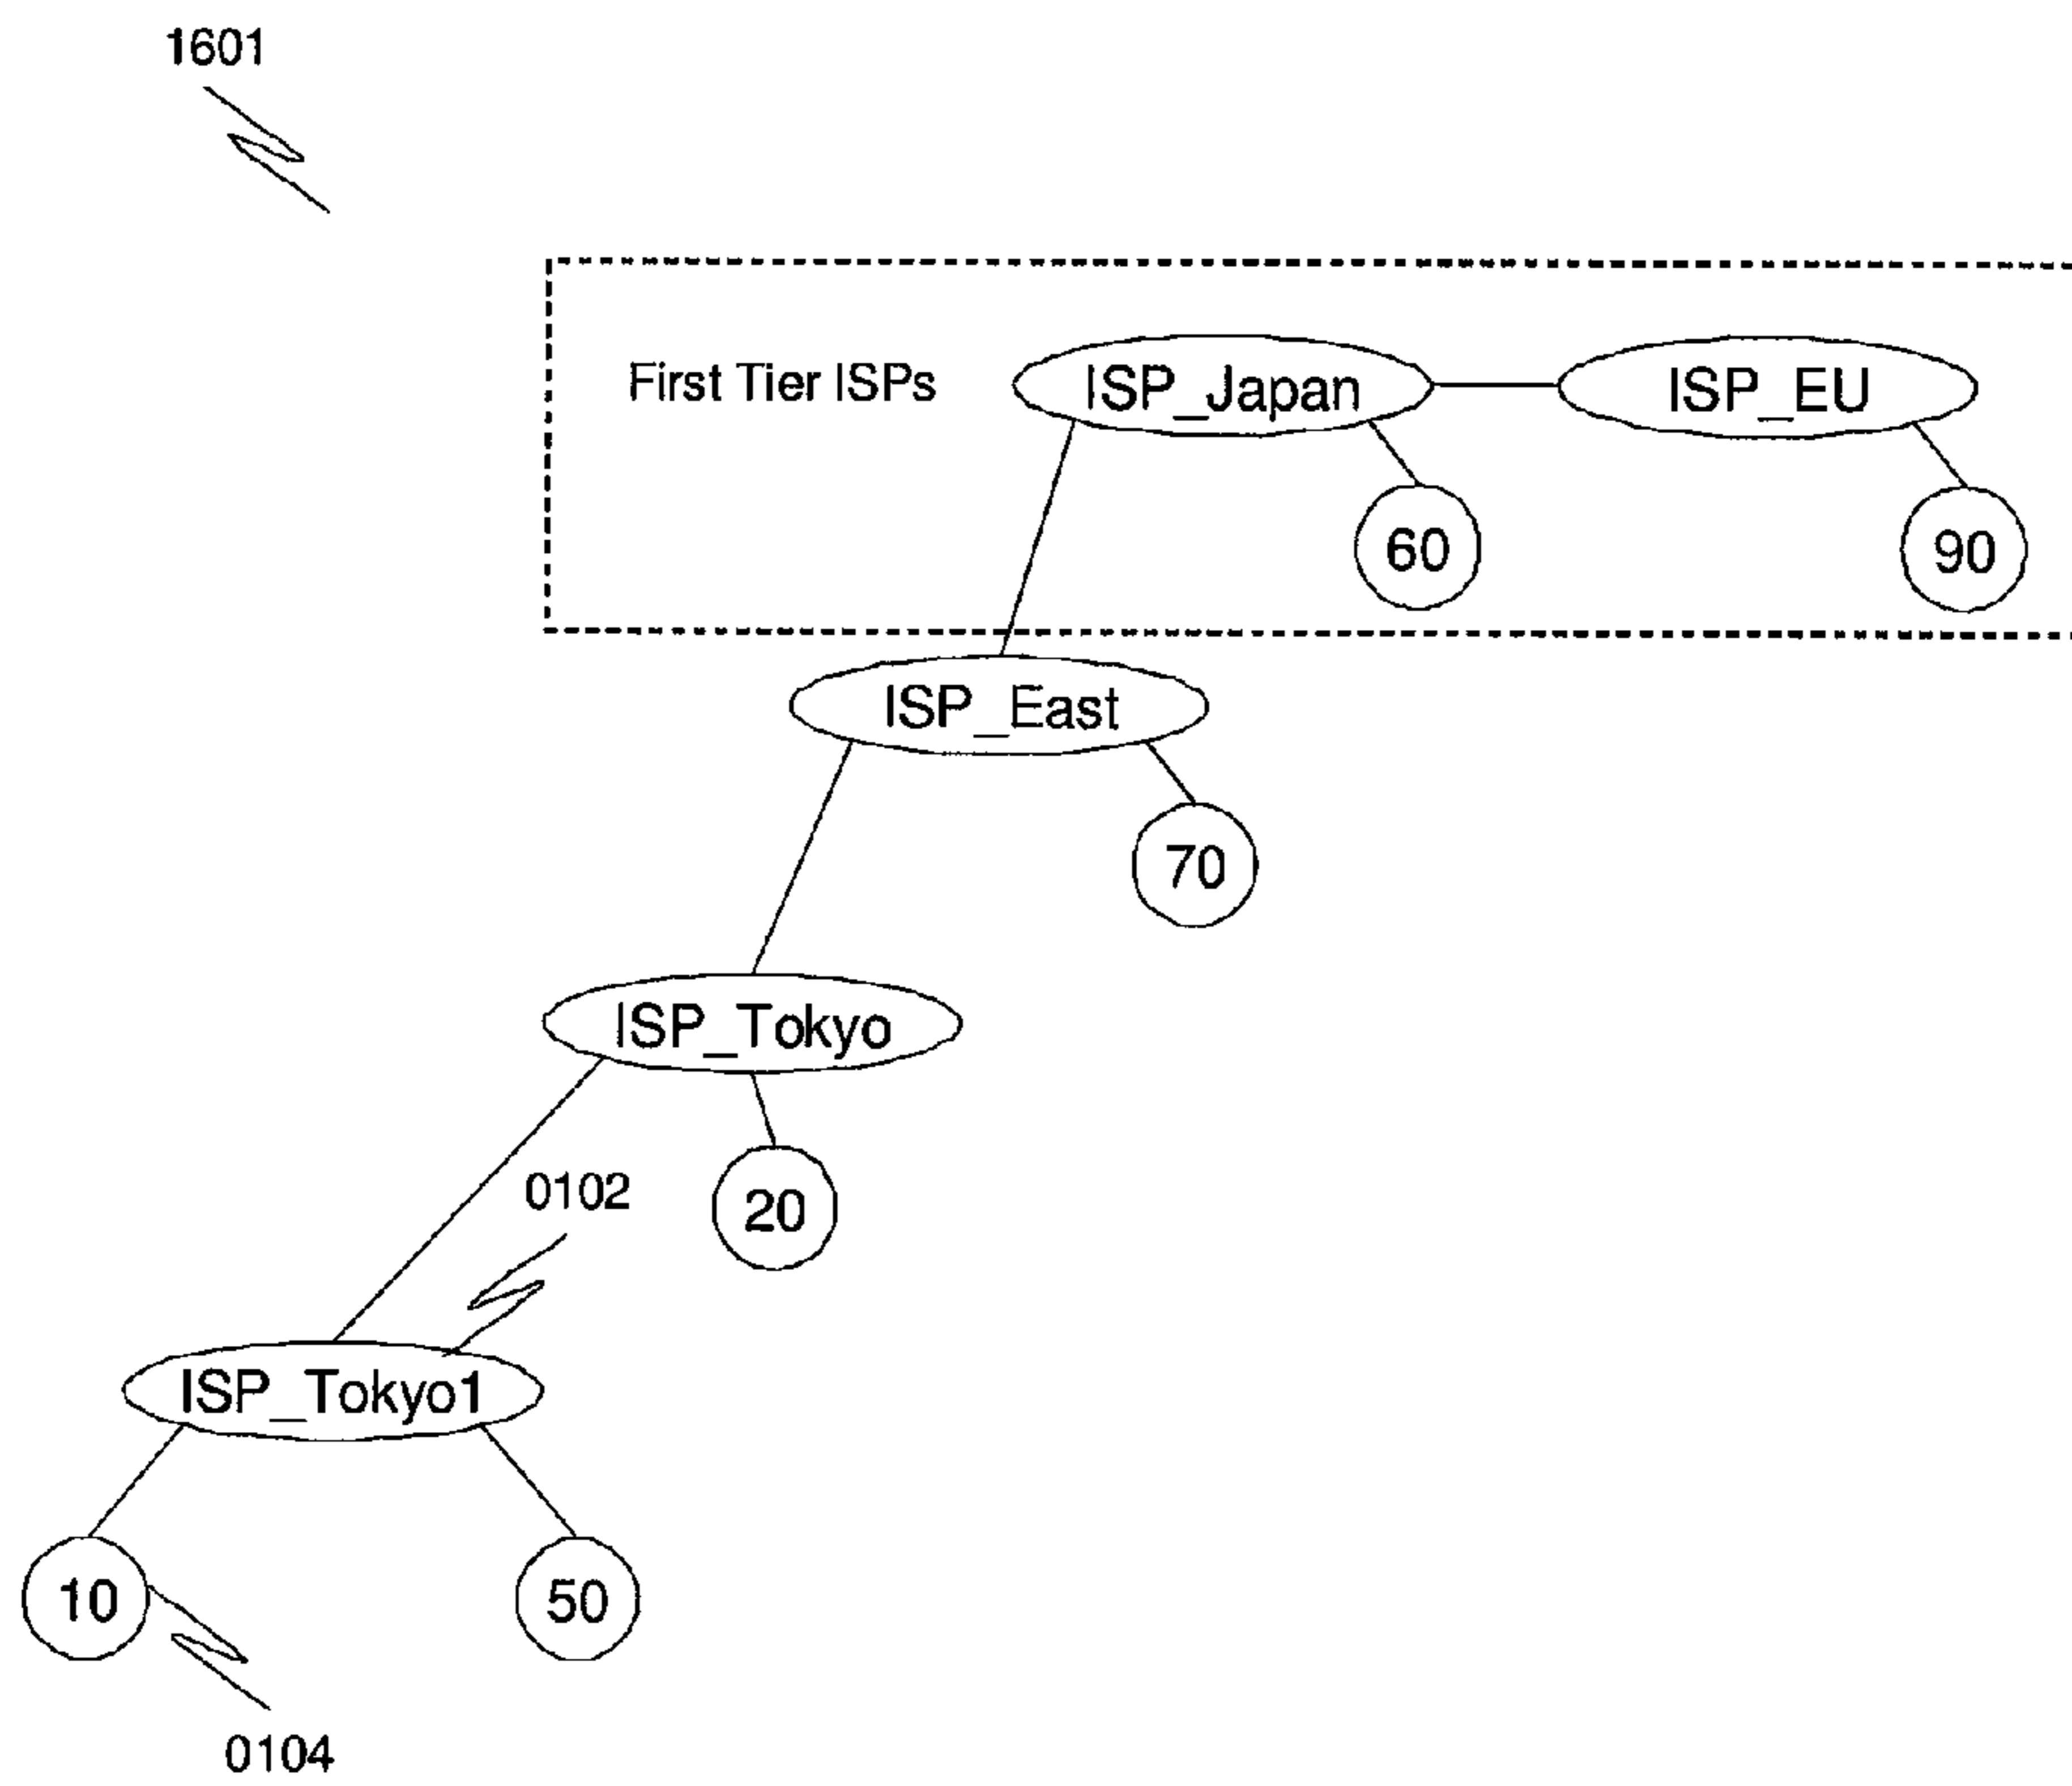 1601
First Tier ISPs
ISP_Japan
ISP_EU
60
90
ISP_East
70
ISP_Tokyo
0102
20
ISP_Tokyo1
10
50
0104